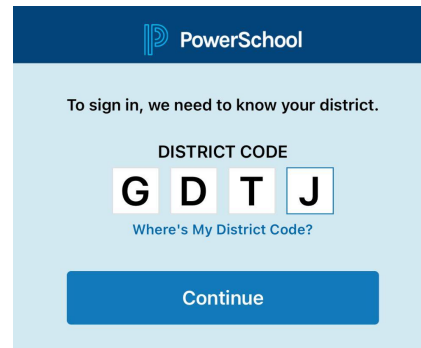 PowerSchool
To sign in, we need to know your district.
DISTRICT CODE
G D T J
Where's My District Code?
Continue